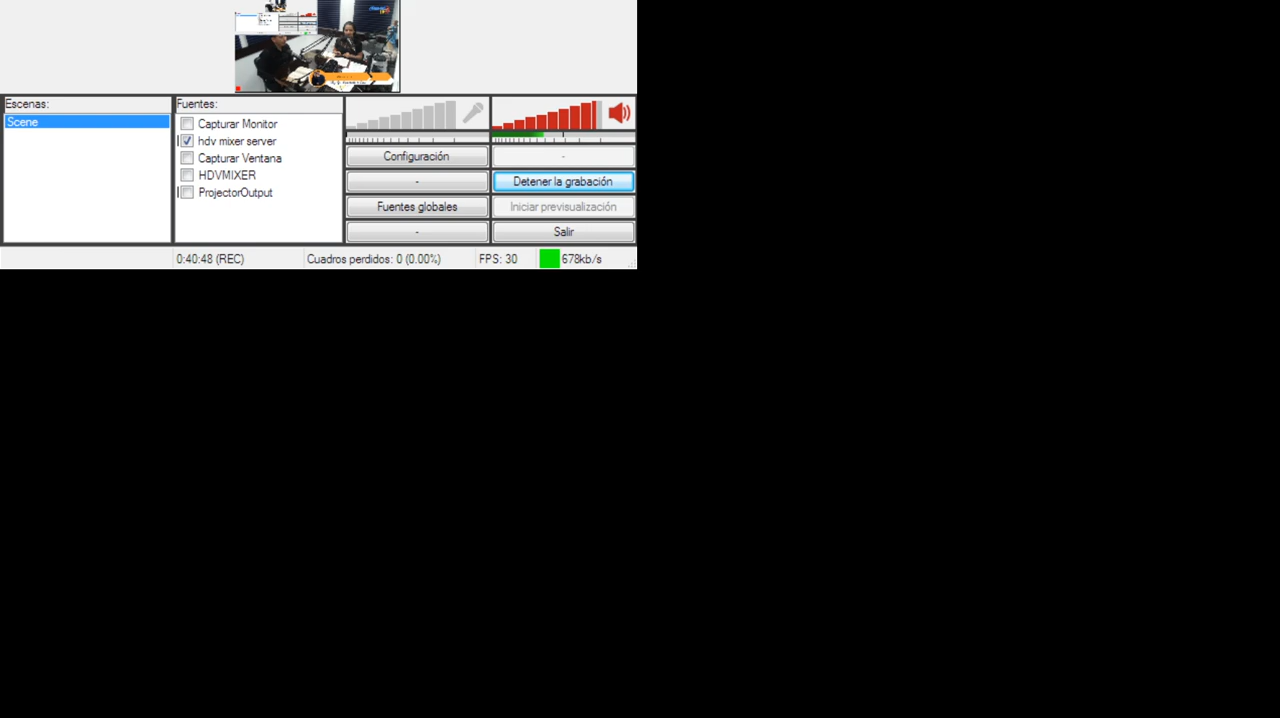 Escenas:
Scene
Fuentes:
Capturar Monitor
hdv mixer server
Capturar Ventana
HDVMIXER
ProjectorOutput
Configuración
-
-
Detener la grabación
Fuentes globales
Iniciar previsualización
-
Salir
0:40:48 (REC)
Cuadros perdidos: 0 (0.00%)
FPS: 30
678kb/s